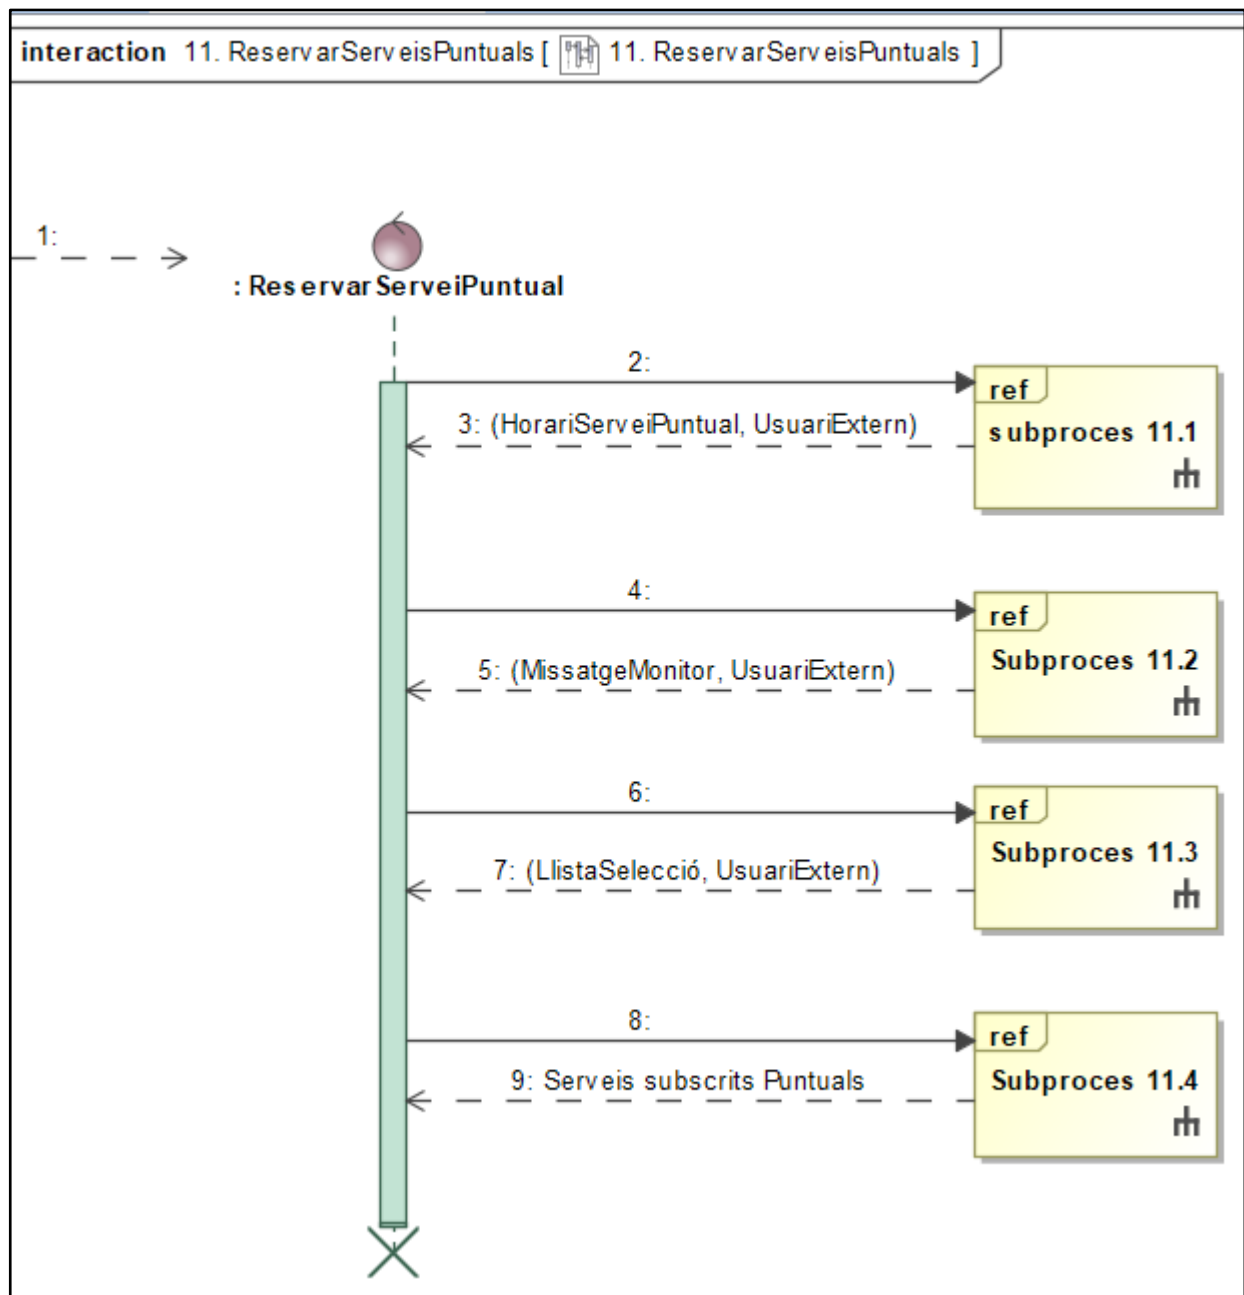 interaction 11. ReservarServeisPuntuals [ 11. ReservarServeisPuntuals ]
1:
: ReservarServeiPuntual
2:
ref
3: (HorariServeiPuntual, UsuariExtern)
subproces 11.1
4:
ref
5: (MissatgeMonitor, UsuariExtern)
Subproces 11.2
6:
ref
7: (LlistaSelecció, UsuariExtern)
Subproces 11.3
8:
ref
9: Serveis subscrits Puntuals
Subproces 11.4